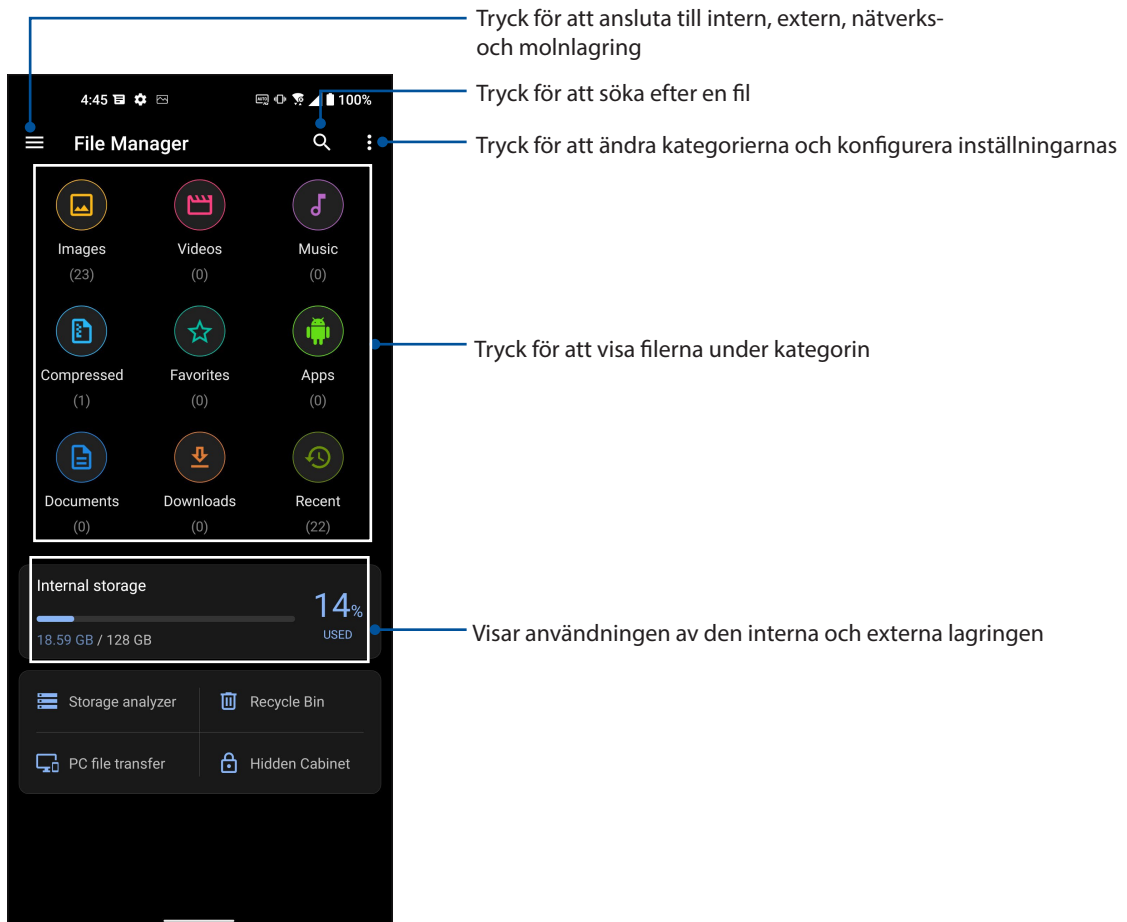 Tryck för att ansluta till intern, extern, nätverks-
och molnlagring
4:45
100%
Tryck för att söka efter en fil
File Manager
Tryck för att ändra kategorierna och konfigurera inställningarnas
Images
Videos
Music
(23)
(0)
(0)
Tryck för att visa filerna under kategorin
Compressed
Favorites
Apps
(1)
(0)
(0)
Documents
Downloads
Recent
(0)
(0)
(22)
Internal storage
14%
18.59 GB / 128 GB
USED
Visar användningen av den interna och externa lagringen
Storage analyzer
Recycle Bin
PC file transfer
Hidden Cabinet